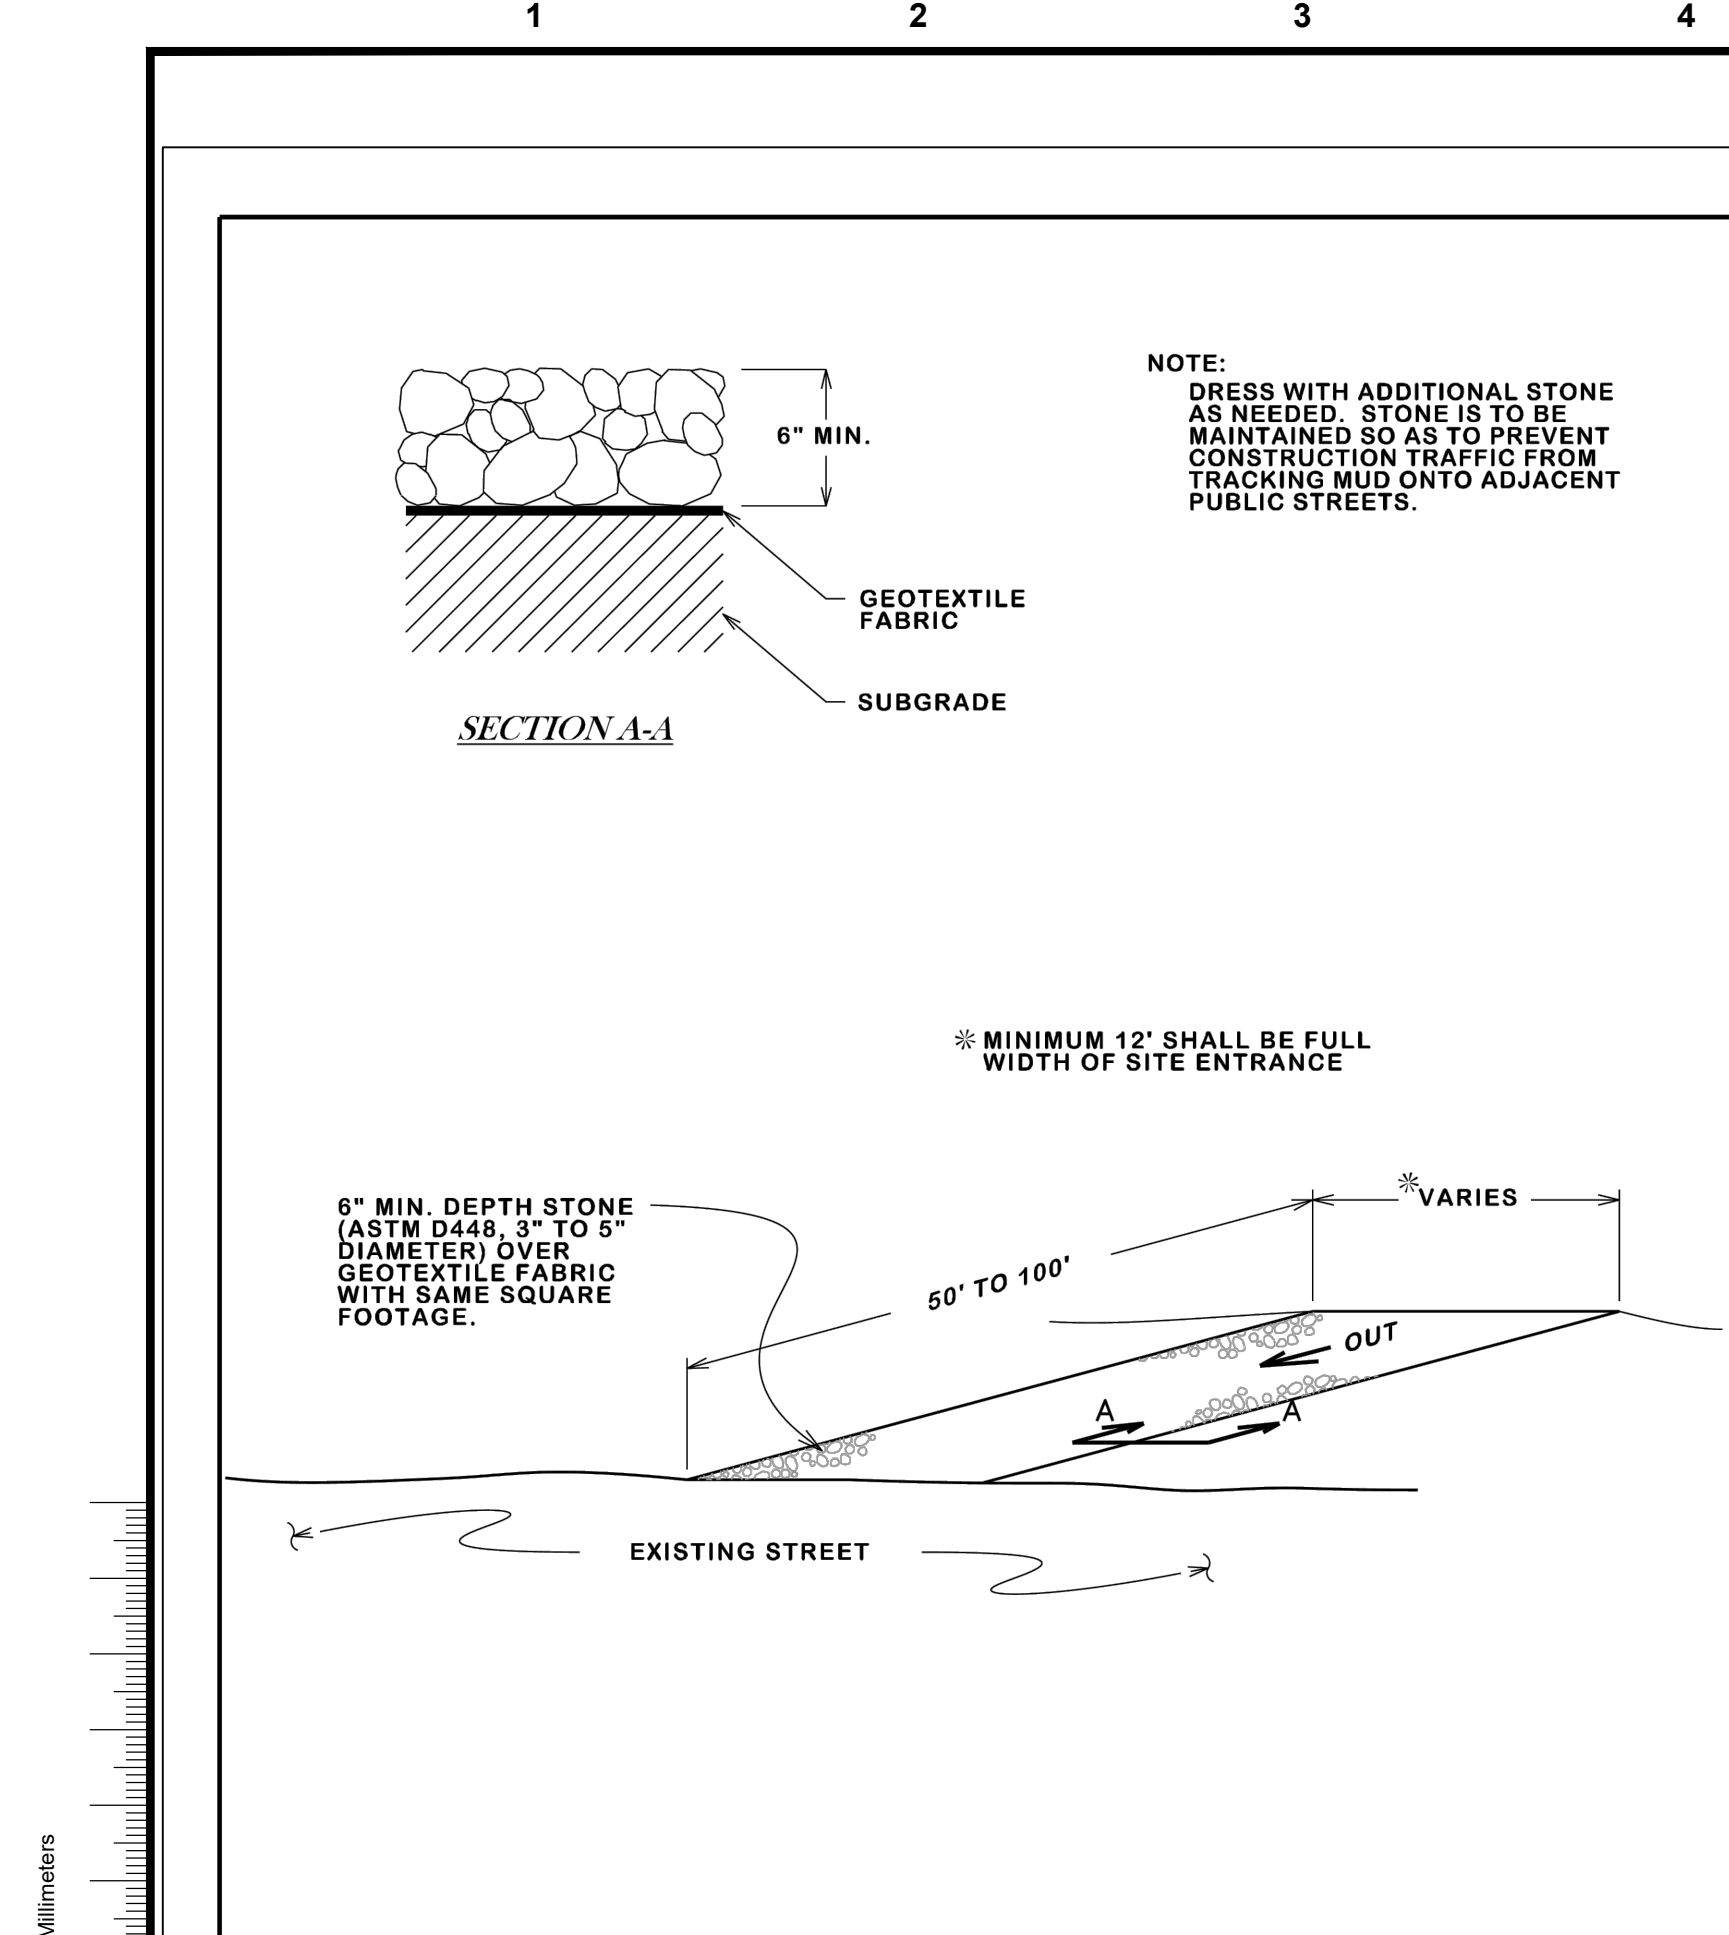 1 2 3 4
NOTE:
DRESS WITH ADDITIONAL STONE
AS NEEDED. STONE IS TO BE
MAINTAINED SO AS TO PREVENT
CONSTRUCTION TRAFFIC FROM
TRACKING MUD ONTO ADJACENT
PUBLIC STREETS.
6" MIN.
GEOTEXTILE
FABRIC
SUBGRADE
SECTION A-A
✳ MINIMUM 12' SHALL BE FULL
WIDTH OF SITE ENTRANCE
6" MIN. DEPTH STONE
(ASTM D448, 3" TO 5"
DIAMETER) OVER
GEOTEXTILE FABRIC
WITH SAME SQUARE
FOOTAGE.
✳VARIES
50' TO 100'
OUT
A
A
EXISTING STREET
Millimeters